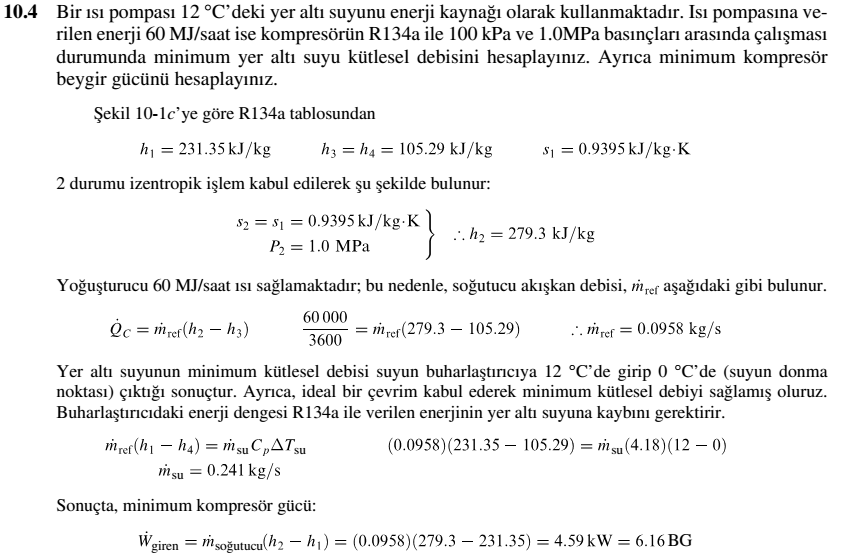 10.4 Bir ısı pompası 12 °C'deki yer altı suyunu enerji kaynağı olarak kullanmaktadır. Isı pompasına ve-
rilen enerji 60 MJ/saat ise kompresörün R134a ile 100 kPa ve 1.0MPa basınçları arasında çalışması
durumunda minimum yer altı suyu kütlesel debisini hesaplayınız. Ayrıca minimum kompresör
beygir gücünü hesaplayınız.
Şekil 10-1c'ye göre R134a tablosundan
h₁ = 231.35 kJ/kg h₃ = h₄ = 105.29 kJ/kg s₁ = 0.9395 kJ/kg·K
2 durumu izentropik işlem kabul edilerek şu şekilde bulunur:
s₂ = s₁ = 0.9395 kJ/kg·K
P₂ = 1.0 MPa } ∴ h₂ = 279.3 kJ/kg
Yoğuşturucu 60 MJ/saat ısı sağlamaktadır; bu nedenle, soğutucu akışkan debisi, ṁref aşağıdaki gibi bulunur.
Q̇C = ṁref(h₂ − h₃) 60 000/3600 = ṁref(279.3 − 105.29) ∴ ṁref = 0.0958 kg/s
Yer altı suyunun minimum kütlesel debisi suyun buharlaştırıcıya 12 °C'de girip 0 °C'de (suyun donma
noktası) çıktığı sonuçtur. Ayrıca, ideal bir çevrim kabul ederek minimum kütlesel debiyi sağlamış oluruz.
Buharlaştırıcıdaki enerji dengesi R134a ile verilen enerjinin yer altı suyuna kaybını gerektirir.
ṁref(h₁ − h₄) = ṁsu CpΔTsu (0.0958)(231.35 − 105.29) = ṁsu(4.18)(12 − 0)
ṁsu = 0.241 kg/s
Sonuçta, minimum kompresör gücü:
Ẇgiren = ṁsoğutucu(h₂ − h₁) = (0.0958)(279.3 − 231.35) = 4.59 kW = 6.16 BG